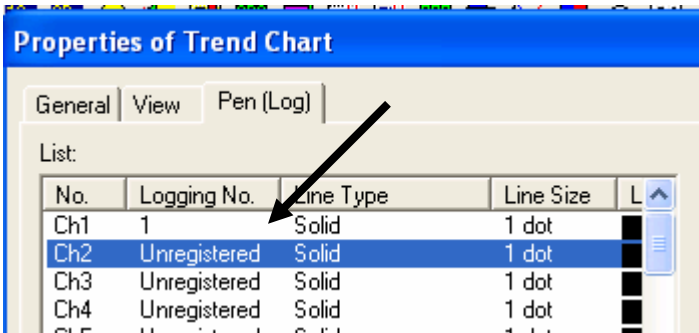 Properties of Trend Chart
General View Pen (Log)
List:
No. Logging No. Line Type Line Size L
Ch1 1 Solid 1 dot
Ch2 Unregistered Solid 1 dot
Ch3 Unregistered Solid 1 dot
Ch4 Unregistered Solid 1 dot